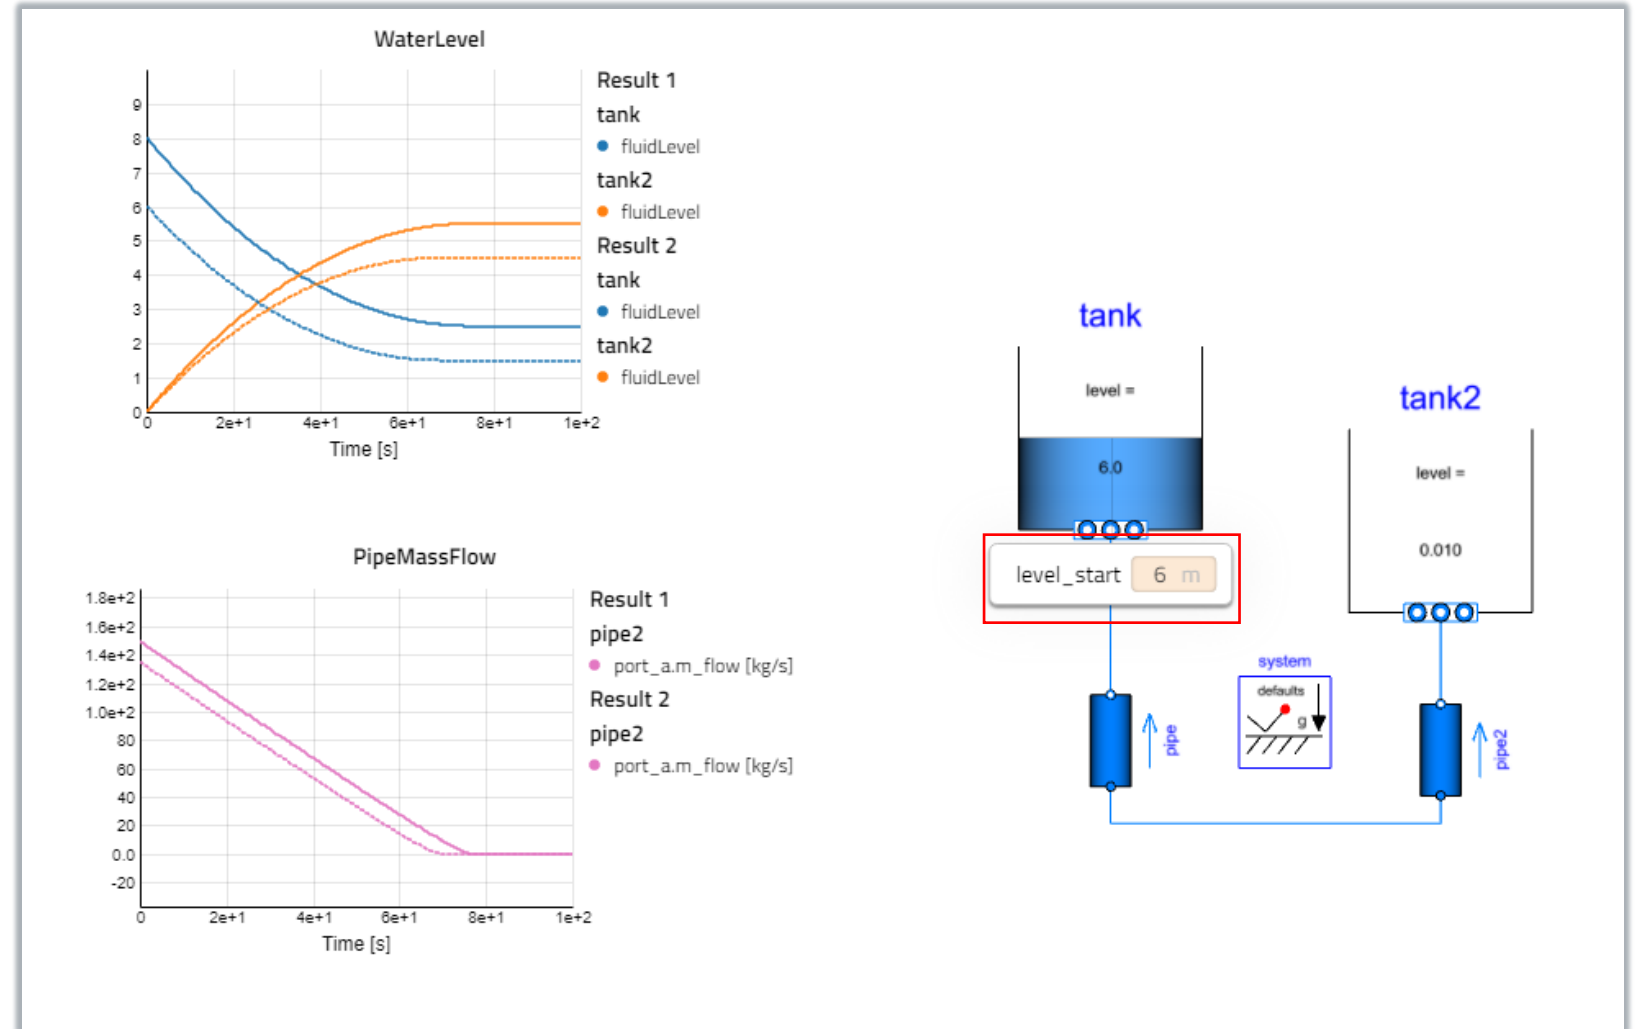 WaterLevel
9
8
7
6
5
4
3
2
1
0
0 2e+1 4e+1 6e+1 8e+1 1e+2
Time [s]
Result 1
tank
fluidLevel
tank2
fluidLevel
Result 2
tank
fluidLevel
tank2
fluidLevel
PipeMassFlow
1.8e+2
1.6e+2
1.4e+2
1.2e+2
1.0e+2
80
60
40
20
0.0
-20
0 2e+1 4e+1 6e+1 8e+1 1e+2
Time [s]
Result 1
pipe2
port_a.m_flow [kg/s]
Result 2
pipe2
port_a.m_flow [kg/s]
tank
level =
6.0
level_start 6 m
tank2
level =
0.010
system
defaults
g
pipe
pipe2